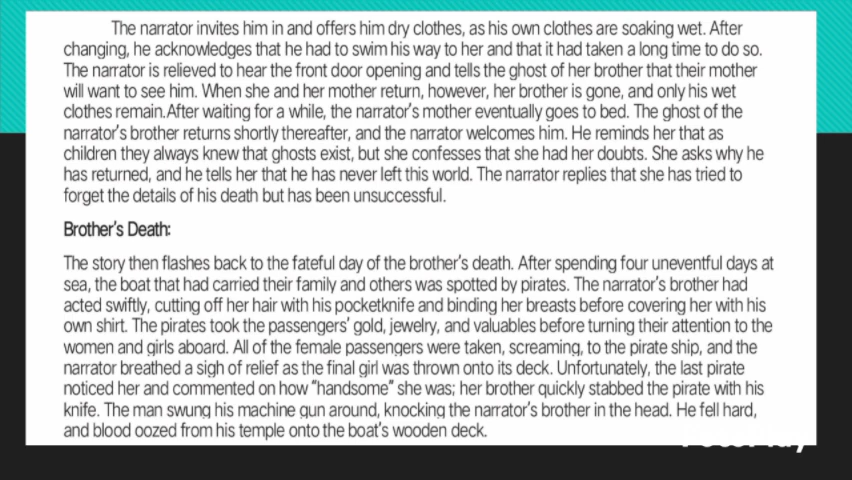 The narrator invites him in and offers him dry clothes, as his own clothes are soaking wet. After
changing, he acknowledges that he had to swim his way to her and that it had taken a long time to do so.
The narrator is relieved to hear the front door opening and tells the ghost of her brother that their mother
will want to see him. When she and her mother return, however, her brother is gone, and only his wet
clothes remain.After waiting for a while, the narrator's mother eventually goes to bed. The ghost of the
narrator's brother returns shortly thereafter, and the narrator welcomes him. He reminds her that as
children they always knew that ghosts exist, but she confesses that she had her doubts. She asks why he
has returned, and he tells her that he has never left this world. The narrator replies that she has tried to
forget the details of his death but has been unsuccessful.
Brother's Death:
The story then flashes back to the fateful day of the brother's death. After spending four uneventful days at
sea, the boat that had carried their family and others was spotted by pirates. The narrator's brother had
acted swiftly, cutting off her hair with his pocketknife and binding her breasts before covering her with his
own shirt. The pirates took the passengers' gold, jewelry, and valuables before turning their attention to the
women and girls aboard. All of the female passengers were taken, screaming, to the pirate ship, and the
narrator breathed a sigh of relief as the final girl was thrown onto its deck. Unfortunately, the last pirate
noticed her and commented on how "handsome" she was; her brother quickly stabbed the pirate with his
knife. The man swung his machine gun around, knocking the narrator's brother in the head. He fell hard,
and blood oozed from his temple onto the boat's wooden deck.